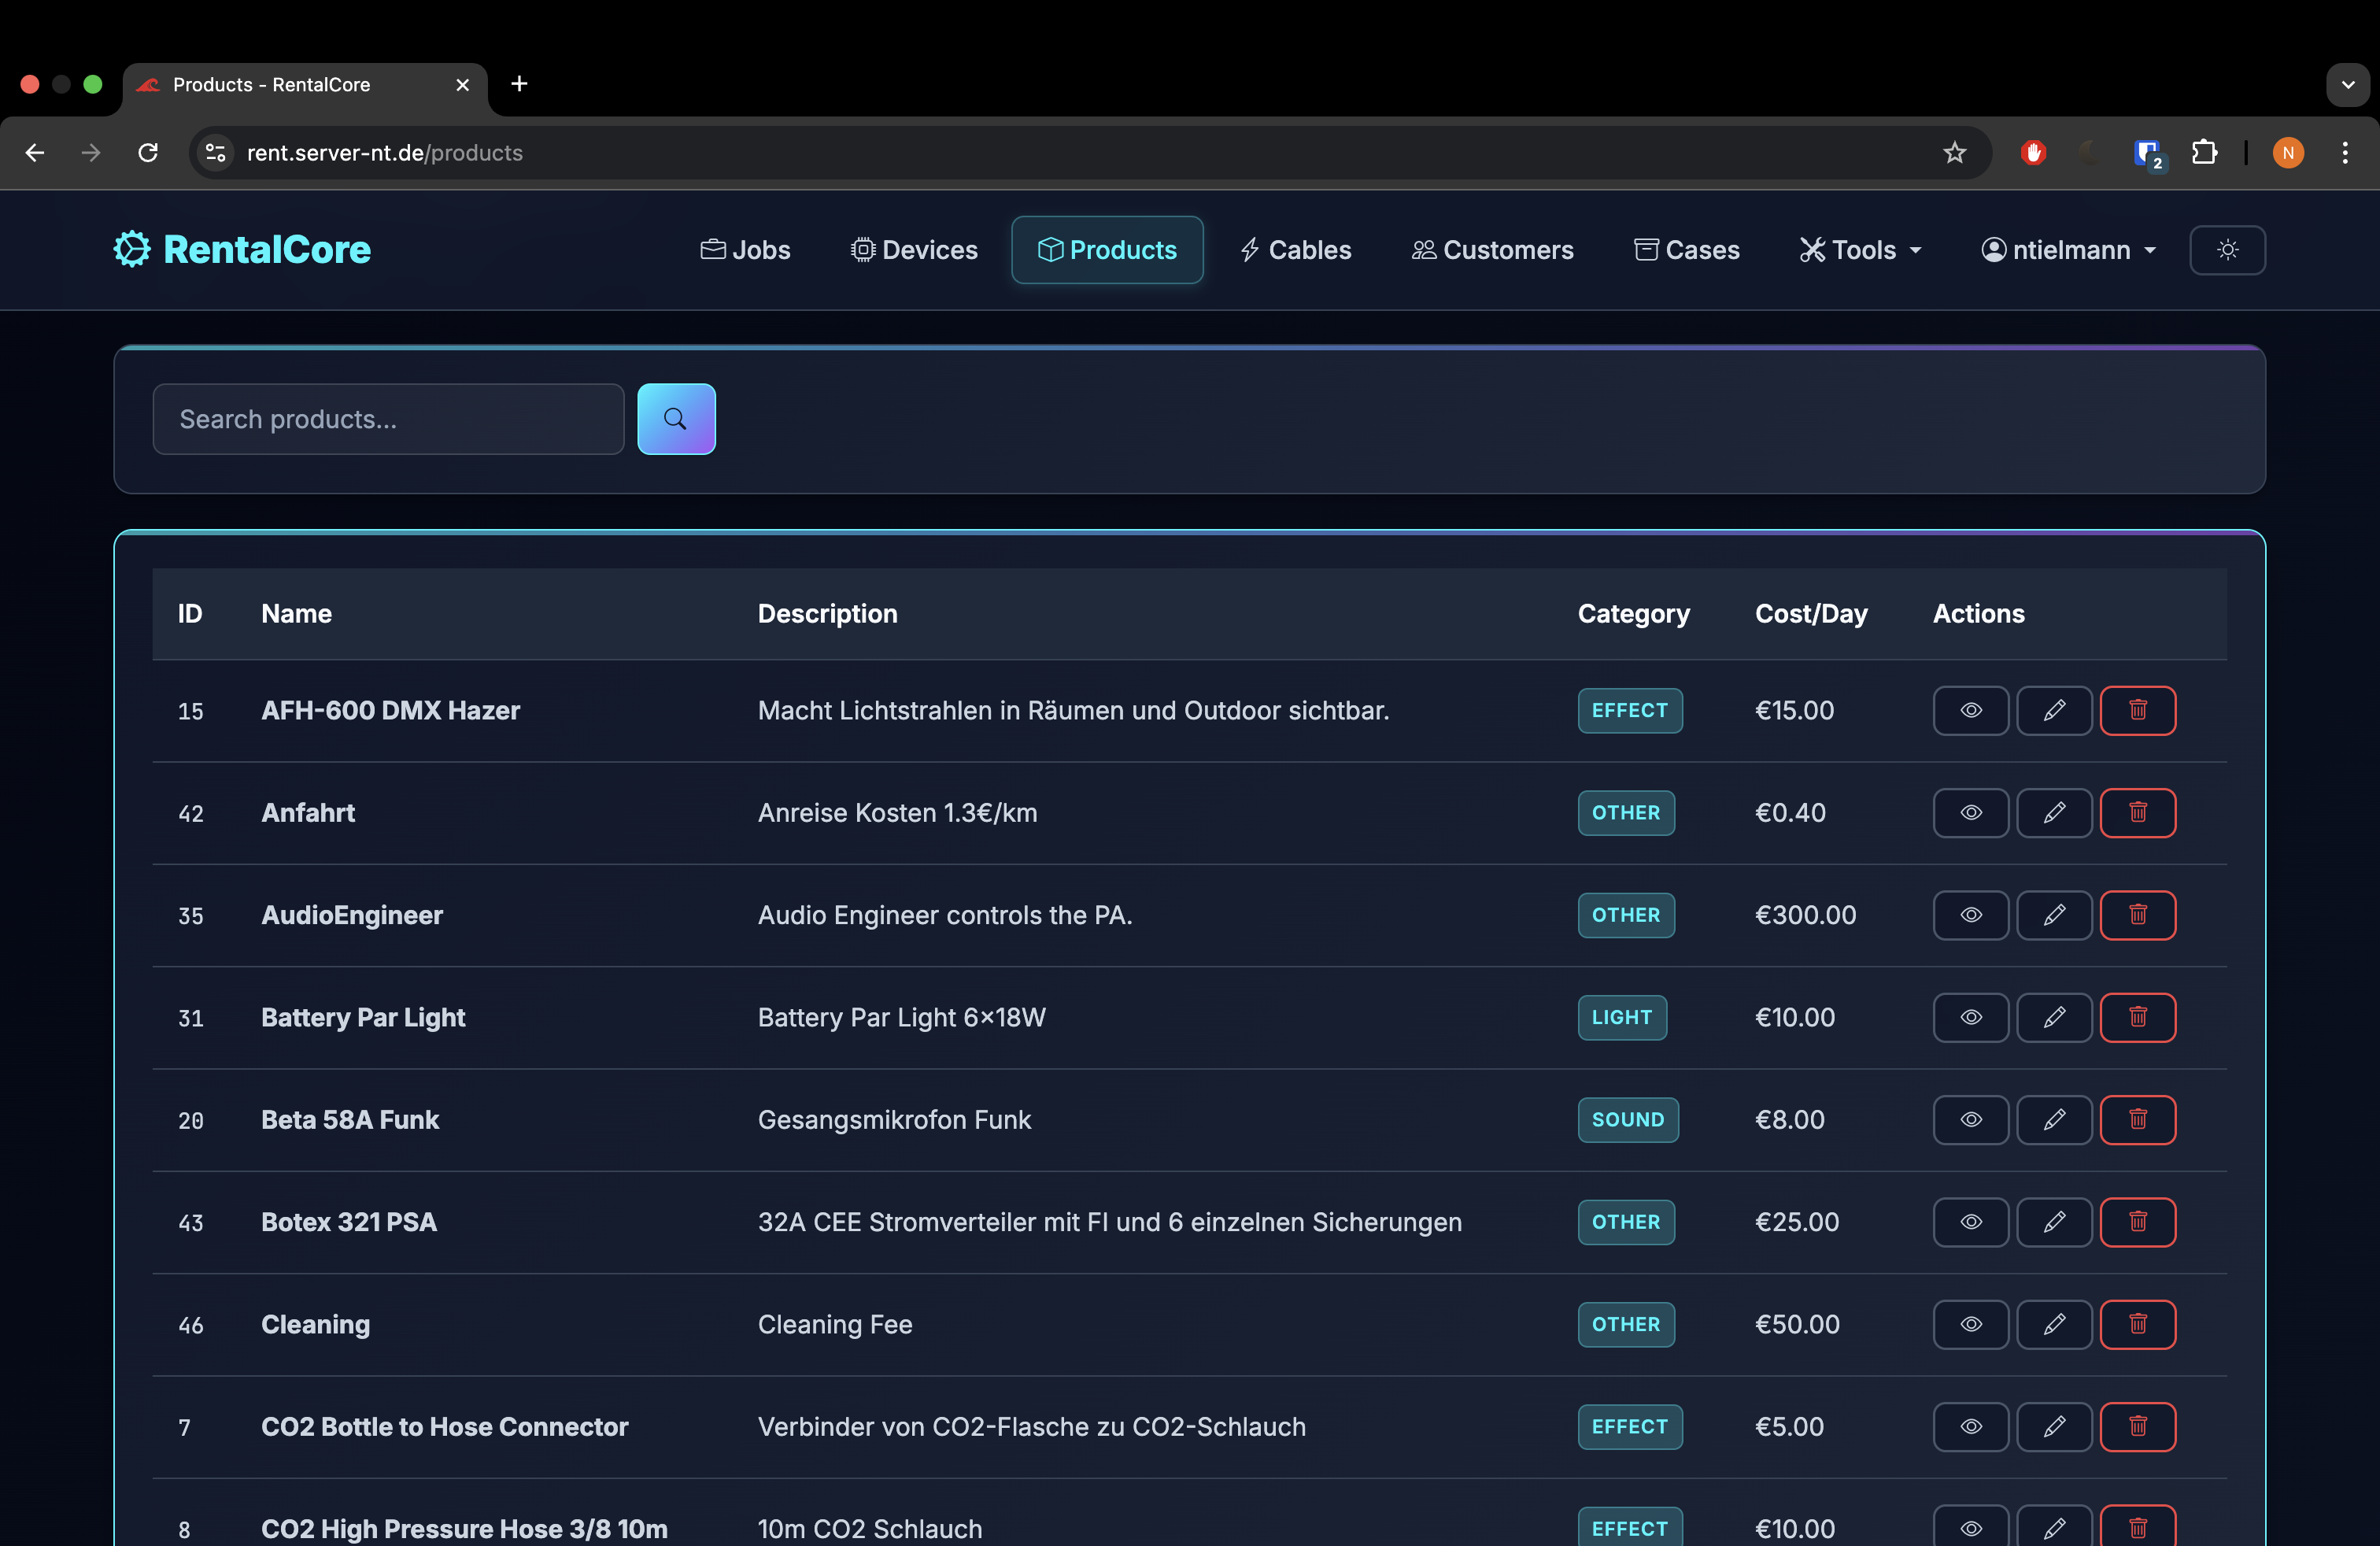 Products - RentalCore
rent.server-nt.de/products
2
N
RentalCore
Jobs
Devices
Products
Cables
Customers
Cases
Tools
ntielmann
Search products...
ID Name Description Category Cost/Day Actions
15 AFH-600 DMX Hazer Macht Lichtstrahlen in Räumen und Outdoor sichtbar. EFFECT €15.00
42 Anfahrt Anreise Kosten 1.3€/km OTHER €0.40
35 AudioEngineer Audio Engineer controls the PA. OTHER €300.00
31 Battery Par Light Battery Par Light 6x18W LIGHT €10.00
20 Beta 58A Funk Gesangsmikrofon Funk SOUND €8.00
43 Botex 321 PSA 32A CEE Stromverteiler mit FI und 6 einzelnen Sicherungen OTHER €25.00
46 Cleaning Cleaning Fee OTHER €50.00
7 CO2 Bottle to Hose Connector Verbinder von CO2-Flasche zu CO2-Schlauch EFFECT €5.00
8 CO2 High Pressure Hose 3/8 10m 10m CO2 Schlauch EFFECT €10.00